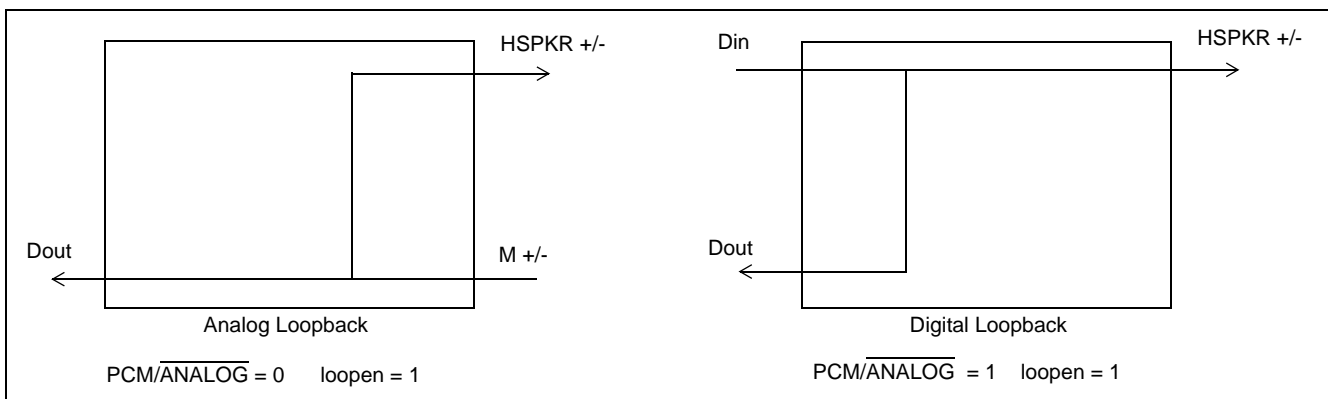 HSPKR +/-
Dout
M +/-
Analog Loopback
PCM/ANALOG = 0 loopen = 1
Din
HSPKR +/-
Dout
Digital Loopback
PCM/ANALOG = 1 loopen = 1